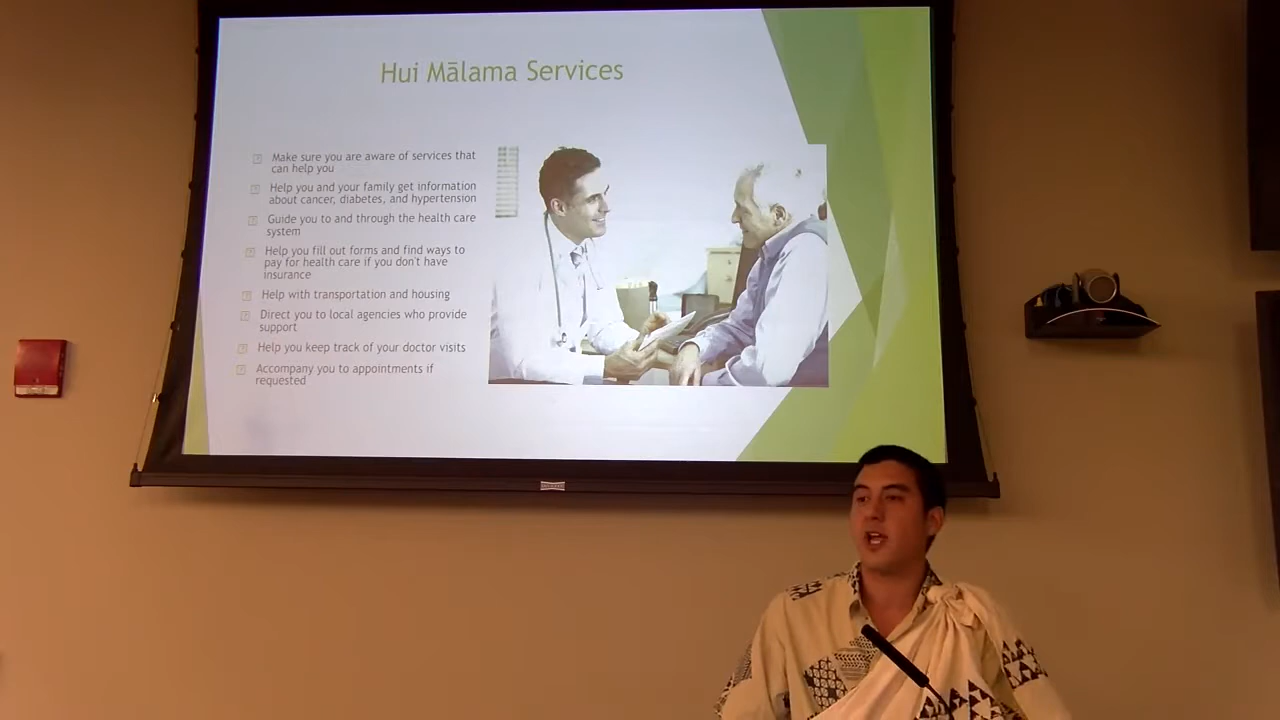 Hui Mālama Services
Make sure you are aware of services that
can help you
Help you and your family get information
about cancer, diabetes, and hypertension
Guide you to and through the health care
system
Help you fill out forms and find ways to
pay for health care if you don't have
insurance
Help with transportation and housing
Direct you to local agencies who provide
support
Help you keep track of your doctor visits
Accompany you to appointments if
requested